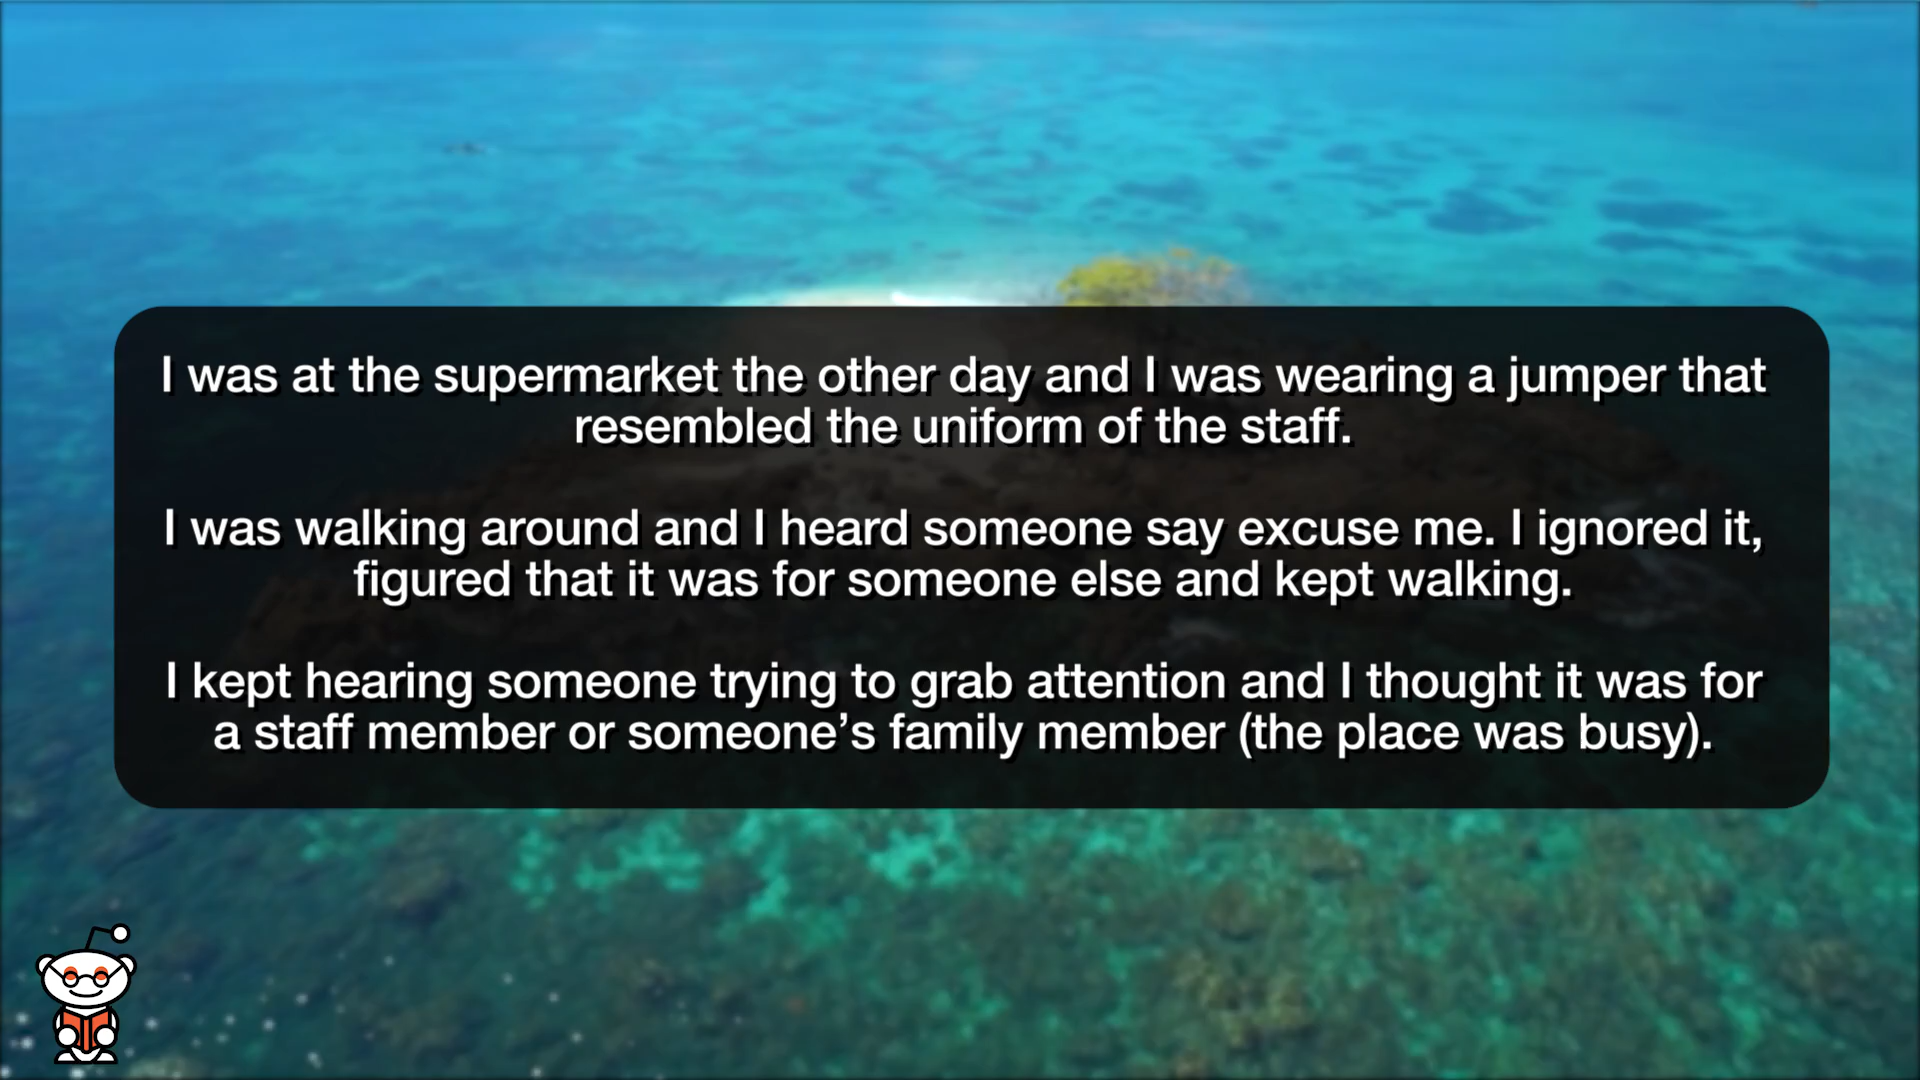 I was at the supermarket the other day and I was wearing a jumper that
resembled the uniform of the staff.
I was walking around and I heard someone say excuse me. I ignored it,
figured that it was for someone else and kept walking.
I kept hearing someone trying to grab attention and I thought it was for
a staff member or someone’s family member (the place was busy).